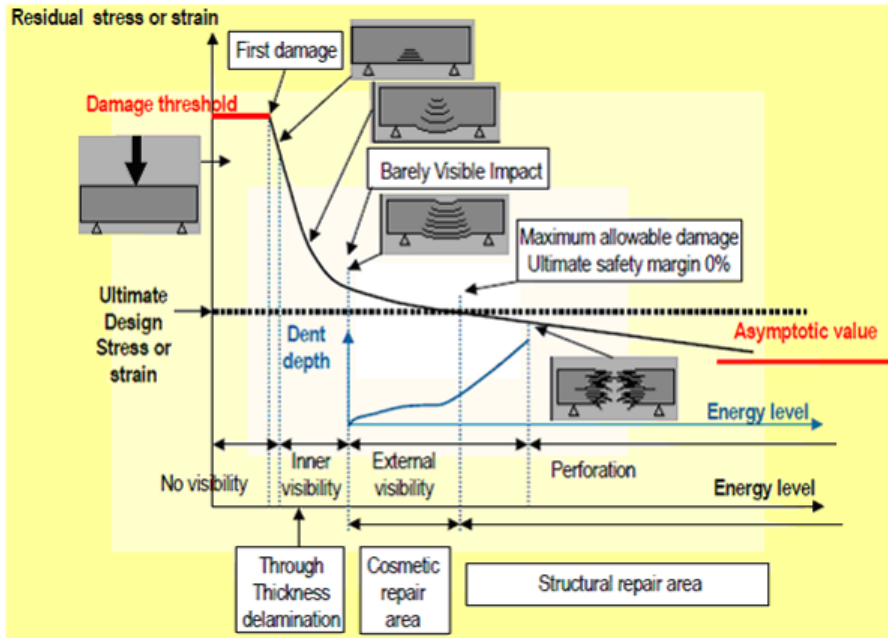 Residual stress or strain
First damage
Damage threshold
Barely Visible Impact
Maximum allowable damage
Ultimate safety margin 0%
Ultimate
Design
Stress or
strain
Dent
depth
Asymptotic value
Energy level
No visibility
Inner
visibility
External
visibility
Perforation
Energy level
Through
Thickness
delamination
Cosmetic
repair
area
Structural repair area